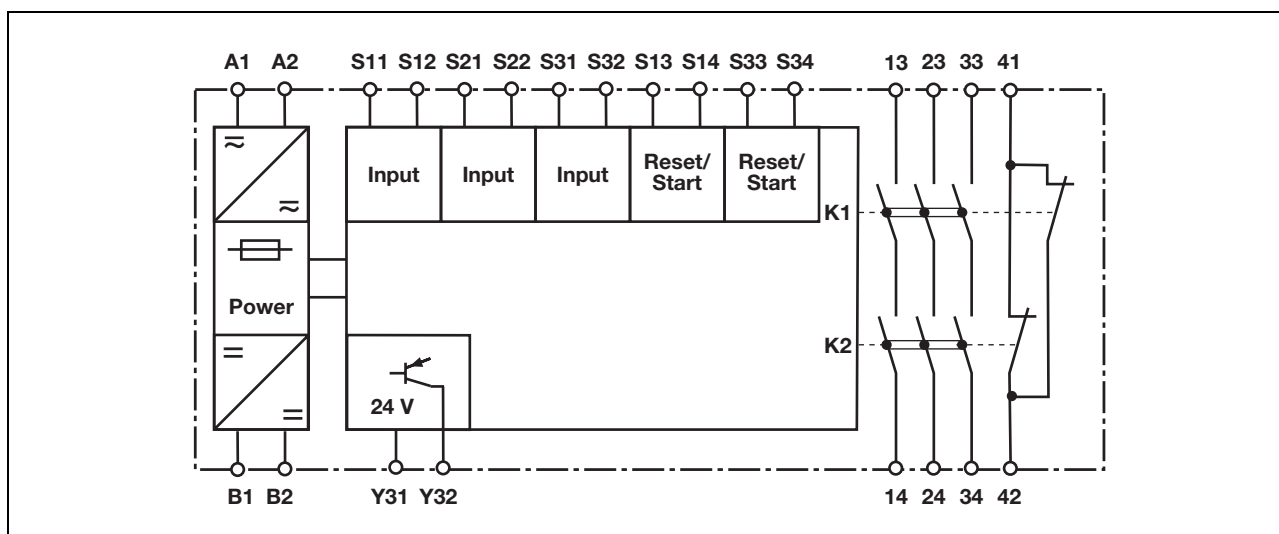 A1 A2 S11 S12 S21 S22 S31 S32 S13 S14 S33 S34 13 23 33 41
Input Input Input Reset/ Reset/
Start Start
K1
Power
K2
24 V
B1 B2 Y31 Y32 14 24 34 42